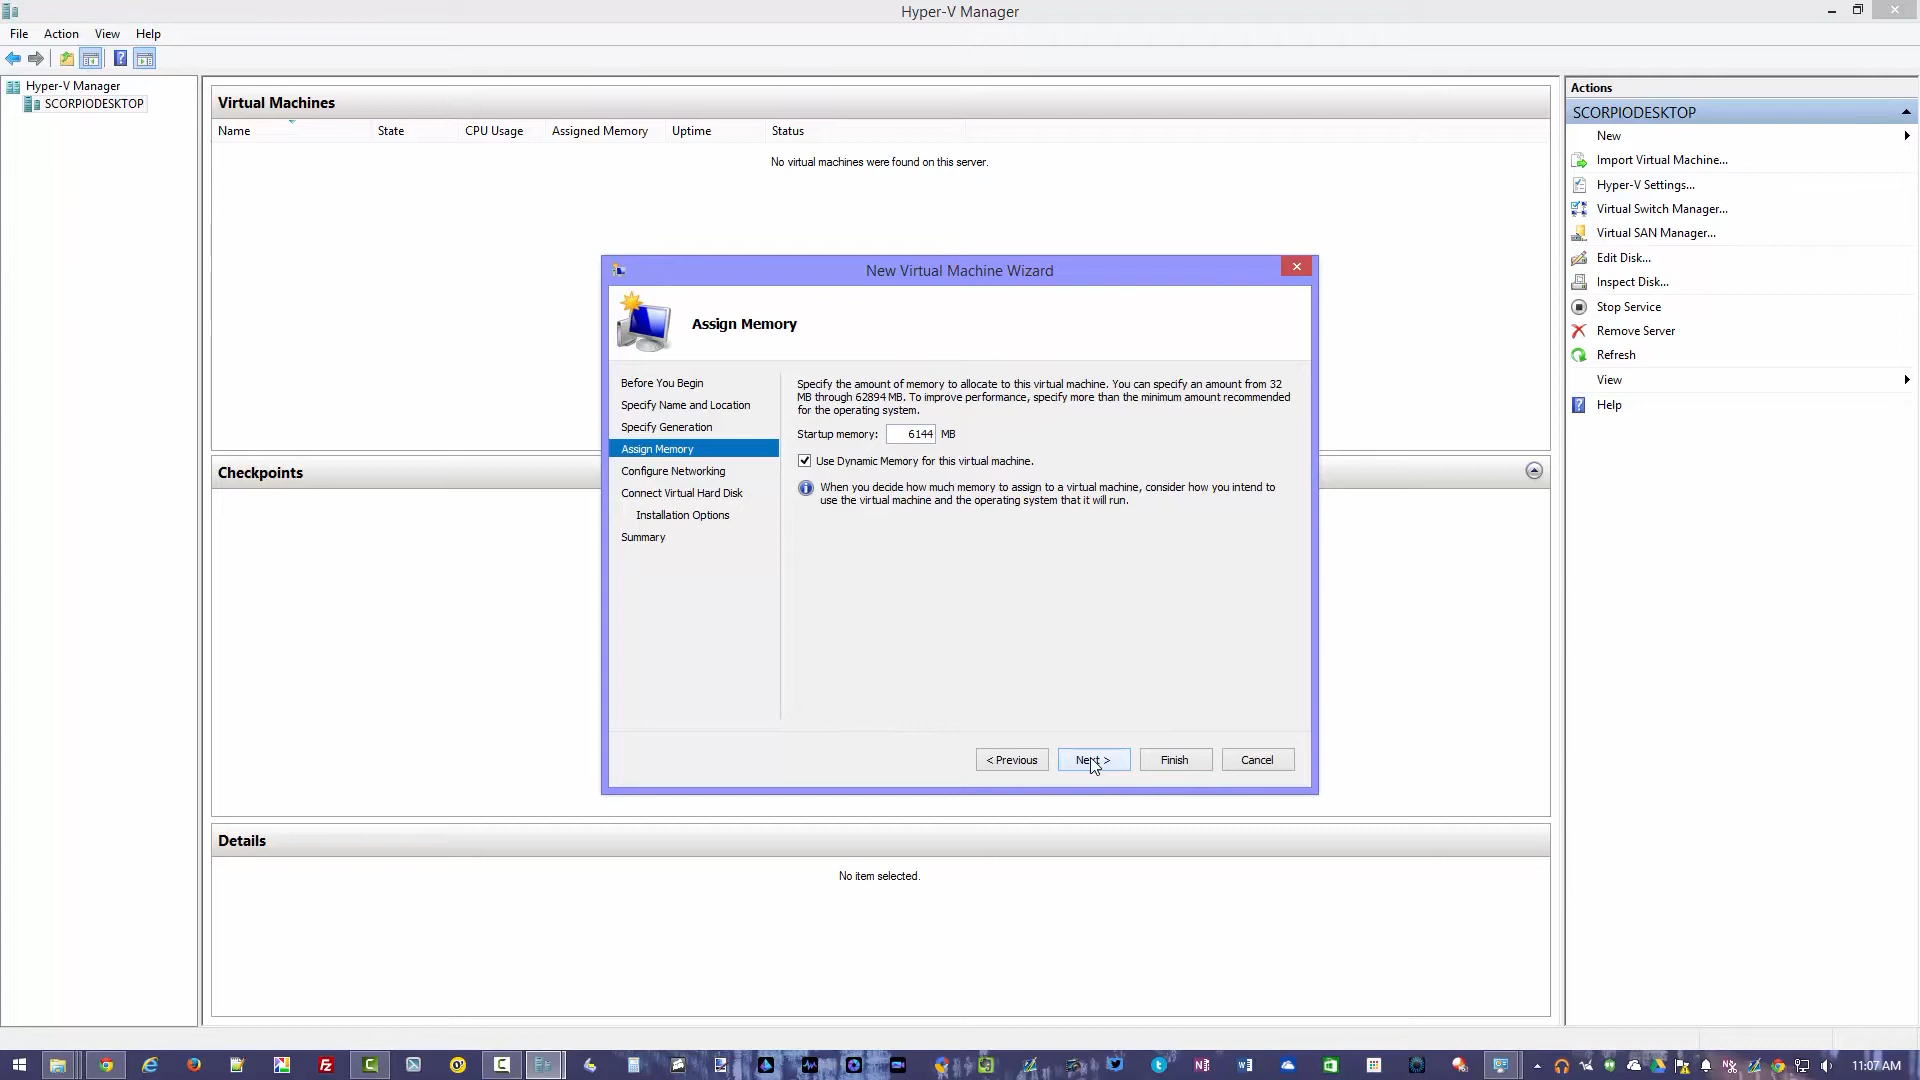 Hyper-V Manager
File Action View Help
Hyper-V Manager
SCORPIODESKTOP
Virtual Machines
Name State CPU Usage Assigned Memory Uptime Status
No virtual machines were found on this server.
New Virtual Machine Wizard
Assign Memory
Before You Begin
Specify Name and Location
Specify Generation
Assign Memory
Configure Networking
Connect Virtual Hard Disk
Installation Options
Summary
Specify the amount of memory to allocate to this virtual machine. You can specify an amount from 32
MB through 62894 MB. To improve performance, specify more than the minimum amount recommended
for the operating system.
Startup memory: 6144 MB
Use Dynamic Memory for this virtual machine.
When you decide how much memory to assign to a virtual machine, consider how you intend to
use the virtual machine and the operating system that it will run.
< Previous Next > Finish Cancel
Checkpoints
Details
No item selected.
Actions
SCORPIODESKTOP
New
Import Virtual Machine...
Hyper-V Settings...
Virtual Switch Manager...
Virtual SAN Manager...
Edit Disk...
Inspect Disk...
Stop Service
Remove Server
Refresh
View
Help
11:07 AM